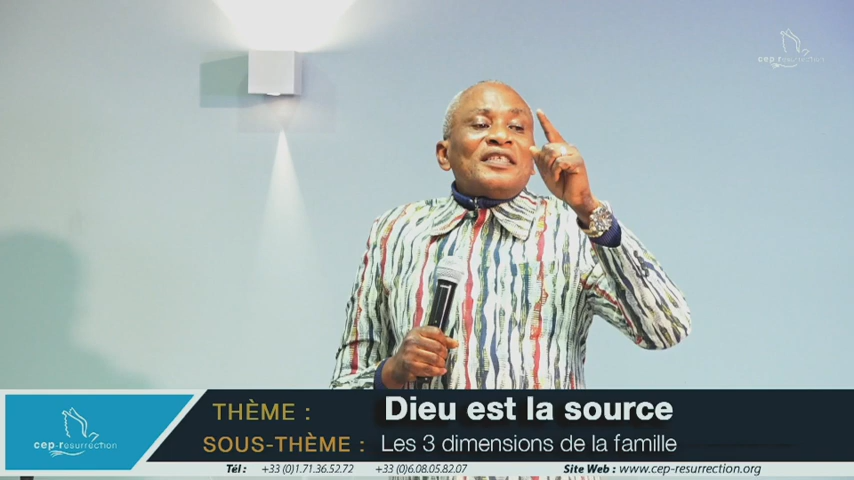 cep-resurrection
THÈME : Dieu est la source
SOUS-THÈME : Les 3 dimensions de la famille
cep-resurrection
Tél : +33 (0)1.71.36.52.72 +33 (0)6.08.05.82.07 Site Web : www.cep-resurrection.org